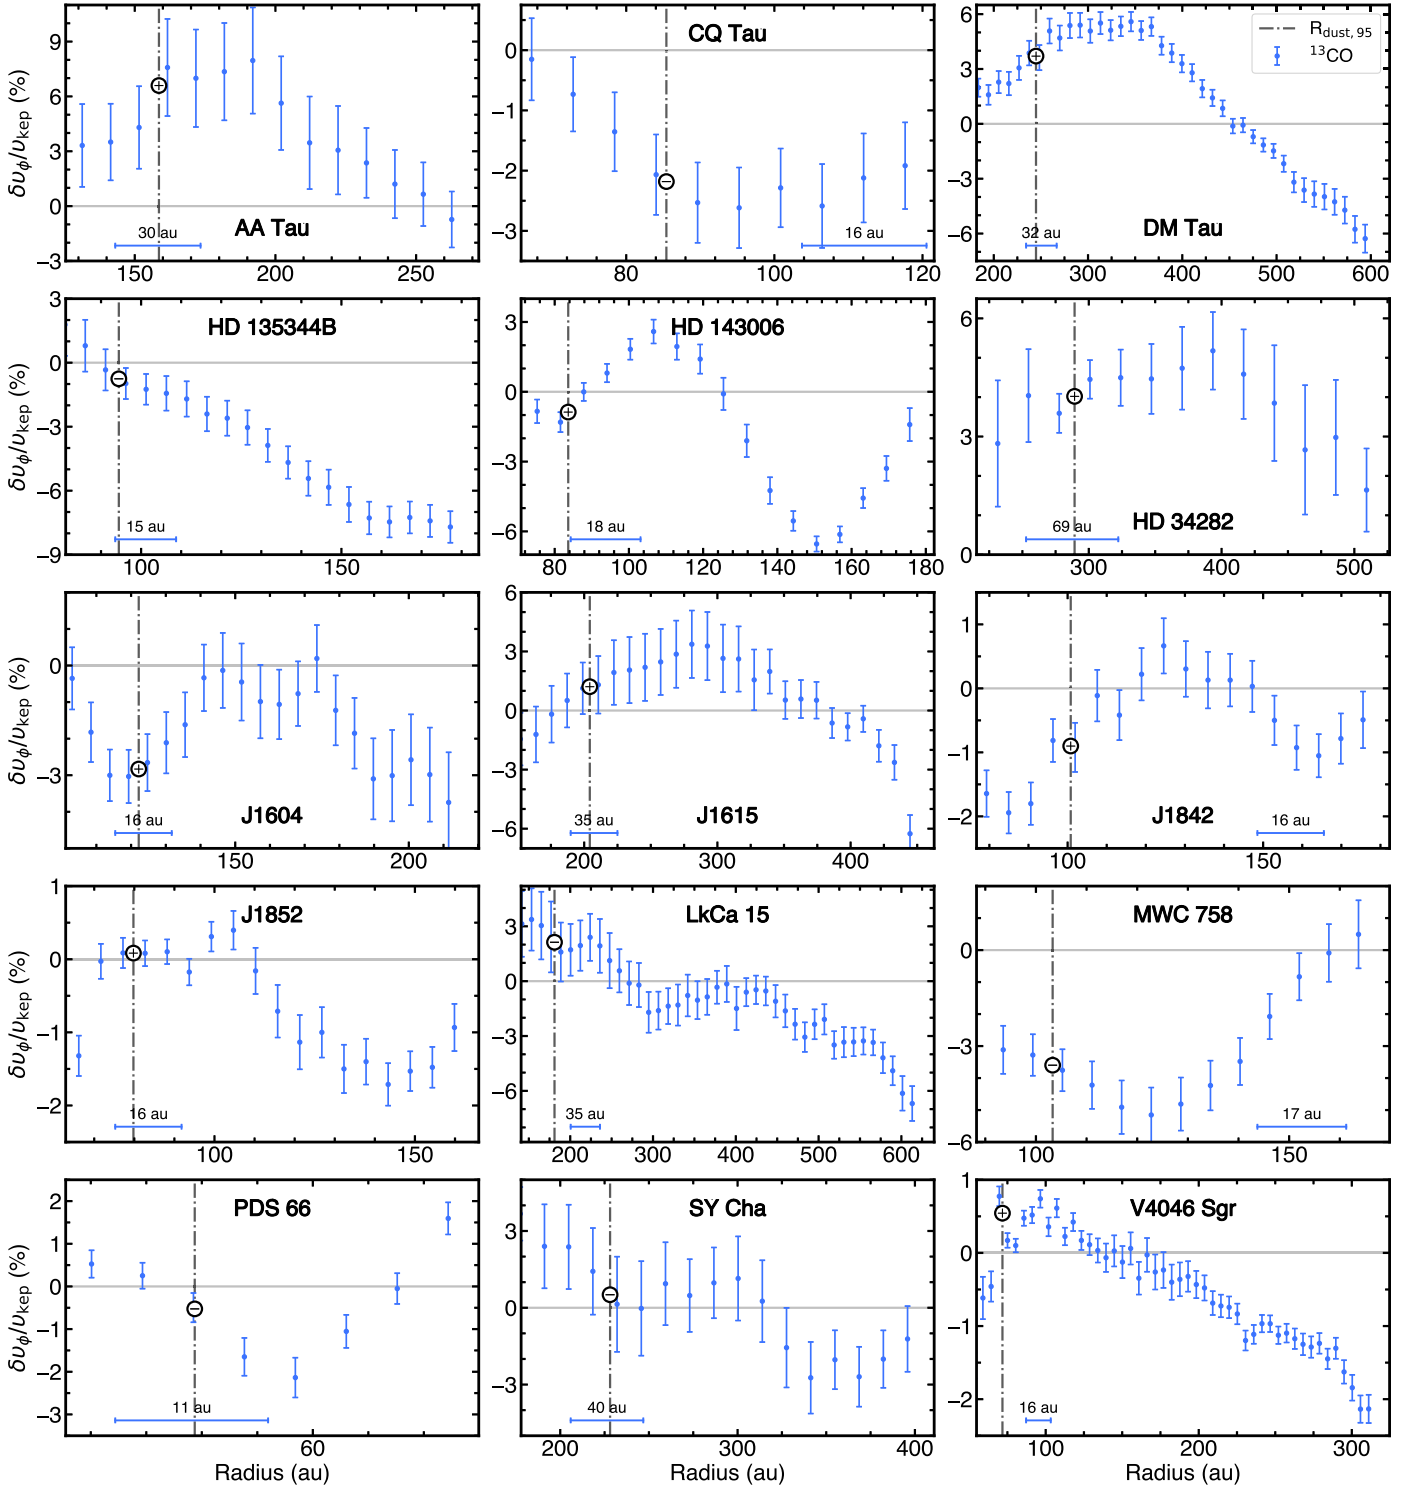 δυϕ/υkep (%)
9
6
3
0
−3
AA Tau
30 au
150
200
250
0
−1
−2
−3
CQ Tau
16 au
80
100
120
6
3
0
−3
−6
Rdust, 95
13CO
DM Tau
32 au
200
300
400
500
600
δυϕ/υkep (%)
3
0
−3
−6
−9
HD 135344B
15 au
100
150
3
0
−3
−6
HD 143006
18 au
80
100
120
140
160
180
6
3
0
HD 34282
69 au
300
400
500
δυϕ/υkep (%)
0
−3
J1604
16 au
150
200
6
3
0
−3
−6
J1615
35 au
200
300
400
1
0
−1
−2
J1842
16 au
100
150
δυϕ/υkep (%)
1
0
−1
−2
J1852
16 au
100
150
3
0
−3
−6
LkCa 15
35 au
200
300
400
500
600
0
−3
−6
MWC 758
17 au
100
150
δυϕ/υkep (%)
2
1
0
−1
−2
−3
PDS 66
11 au
60
Radius (au)
3
0
−3
SY Cha
40 au
200
300
400
Radius (au)
1
0
−1
−2
V4046 Sgr
16 au
100
200
300
Radius (au)